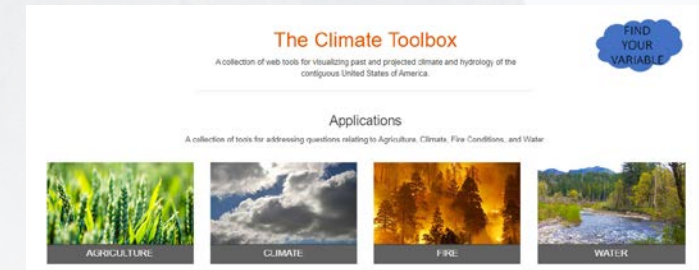 The Climate Toolbox
A collection of web tools for visualizing past and projected climate and hydrology of the
contiguous United States of America.
FIND
YOUR
VARIABLE
Applications
A collection of tools for addressing questions relating to Agriculture, Climate, Fire Conditions, and Water
AGRICULTURE
CLIMATE
FIRE
WATER